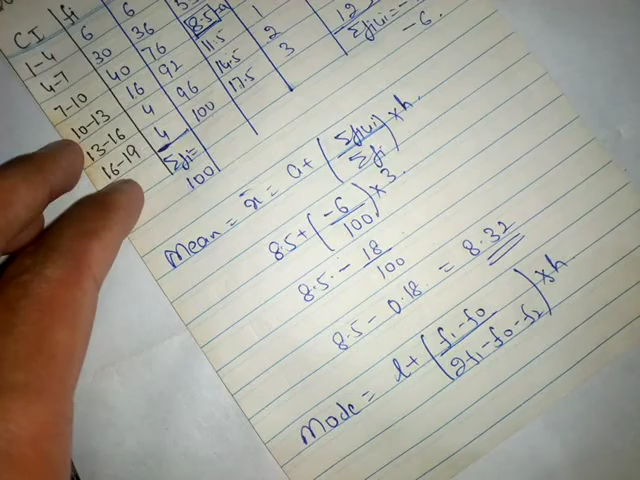 CI fi
1-4 6 6
4-7 30 36 8.5=a
7-10 40 76 11.5 1
10-13 16 92 14.5 2
13-16 4 96 17.5 3
16-19 4 100
Σfi=
100
Σfiui=-
-6.
Mean = x̄ = a+(Σfiui/Σfi)×h.
8.5+(-6/100)×3.
8.5.-18/100
8.5-0.18. = 8.32
Mode = l+(f1-f0/2f1-f0-f2)×h